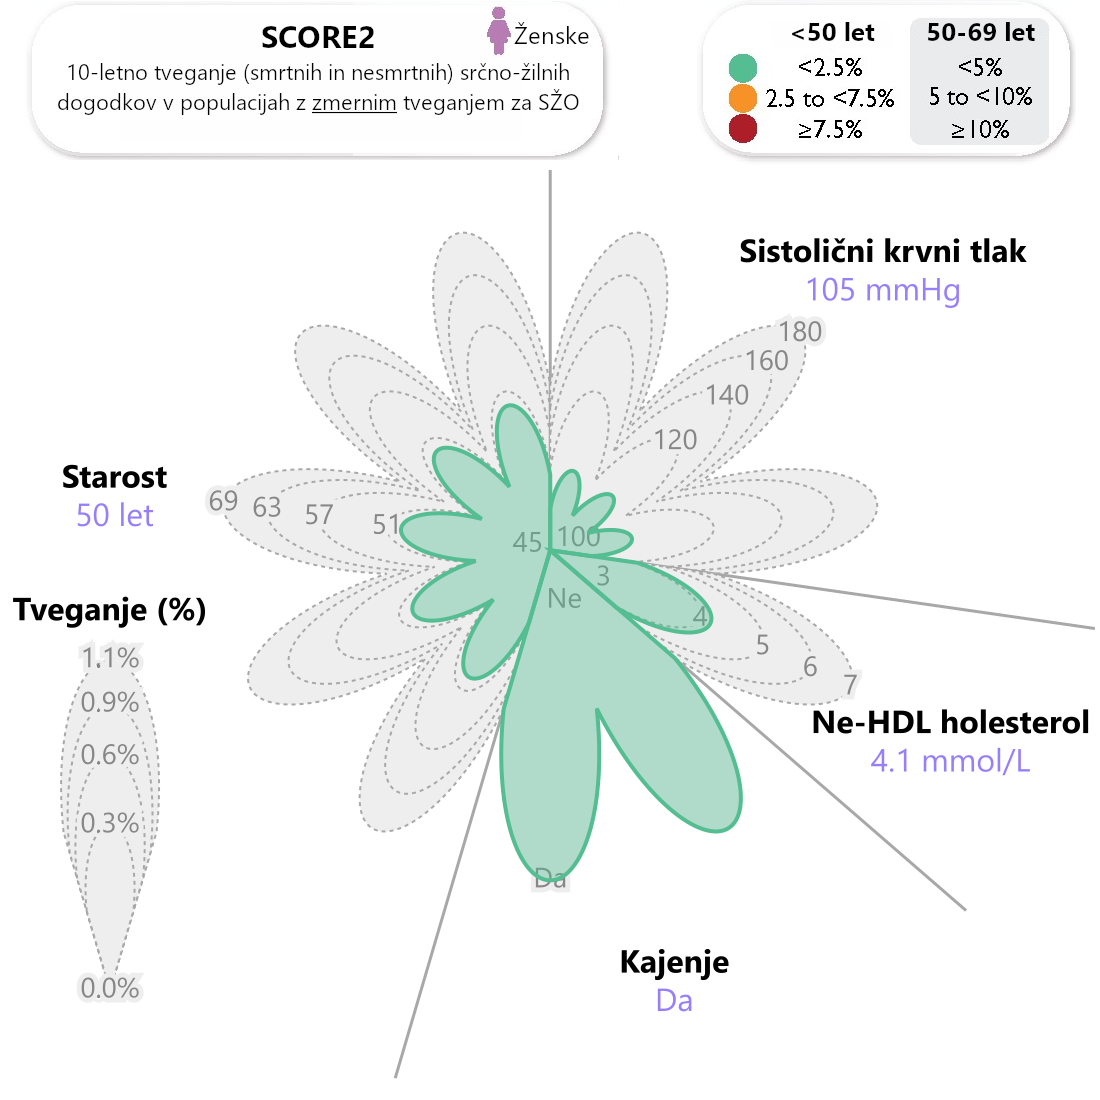 SCORE2
Ženske
10-letno tveganje (smrtnih in nesmrtnih) srčno-žilnih
dogodkov v populacijah z zmernim tveganjem za SŽO
<50 let
50-69 let
<2.5%
<5%
2.5 to <7.5%
5 to <10%
≥7.5%
≥10%
Sistolični krvni tlak
105 mmHg
180
160
140
120
100
Starost
50 let
69
63
57
51
45
3
4
5
6
7
Ne
Ne-HDL holesterol
4.1 mmol/L
Tveganje (%)
1.1%
0.9%
0.6%
0.3%
0.0%
Da
Kajenje
Da